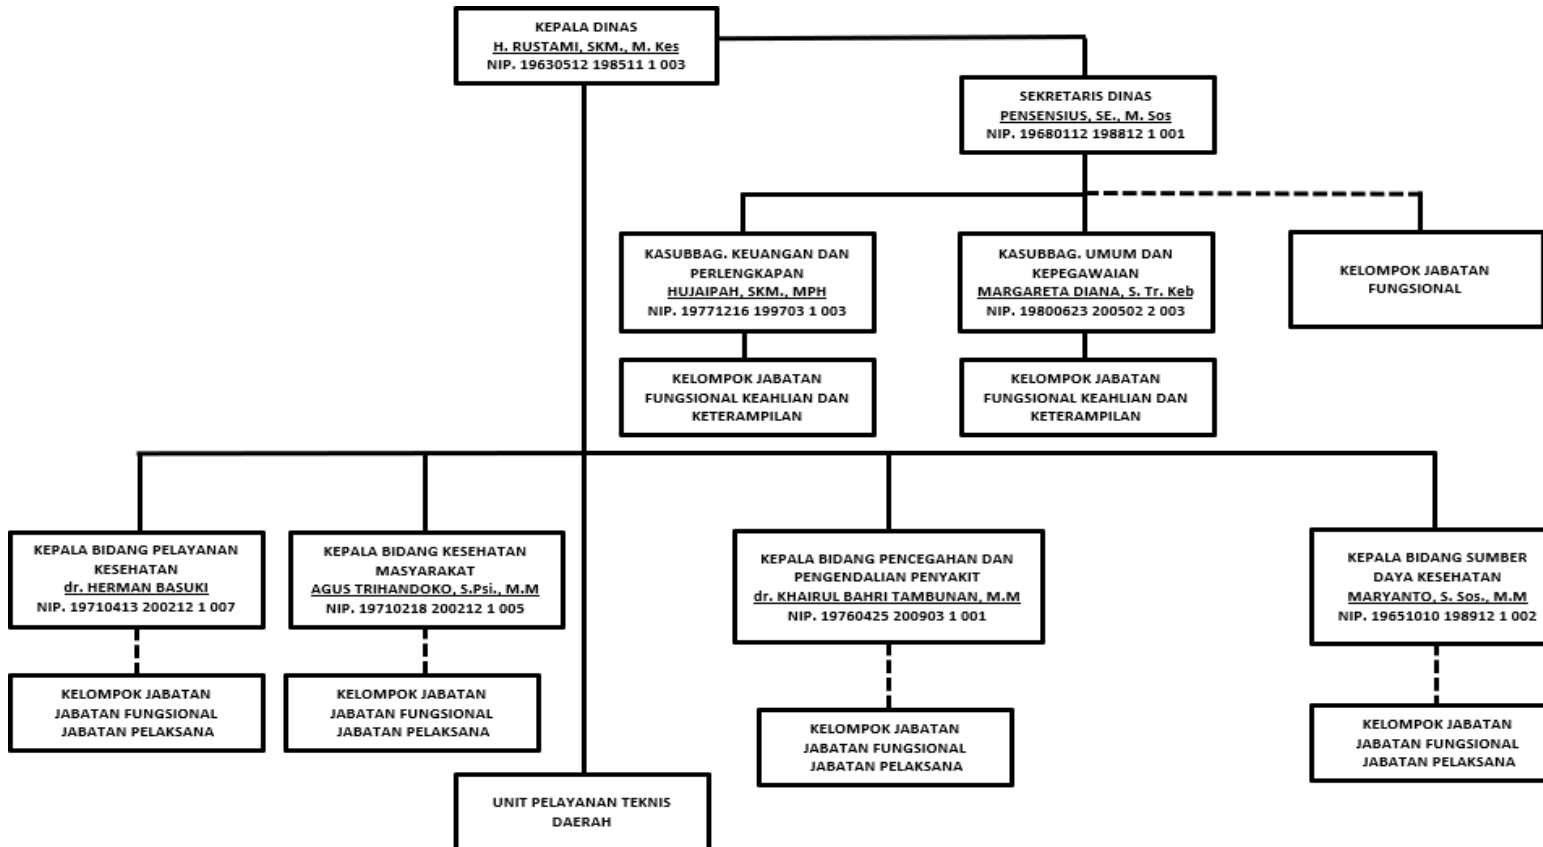 KEPALA DINAS
H. RUSTAMI, SKM., M. Kes
NIP. 19630512 198511 1 003
SEKRETARIS DINAS
PENSENSIUS, SE., M. Sos
NIP. 19680112 198812 1 001
KASUBBAG. KEUANGAN DAN
PERLENGKAPAN
HUJAIPAH, SKM., MPH
NIP. 19771216 199703 1 003
KASUBBAG. UMUM DAN
KEPEGAWAIAN
MARGARETA DIANA, S. Tr. Keb
NIP. 19800623 200502 2 003
KELOMPOK JABATAN
FUNGSIONAL
KELOMPOK JABATAN
FUNGSIONAL KEAHLIAN DAN
KETERAMPILAN
KELOMPOK JABATAN
FUNGSIONAL KEAHLIAN DAN
KETERAMPILAN
KEPALA BIDANG PELAYANAN
KESEHATAN
dr. HERMAN BASUKI
NIP. 19710413 200212 1 007
KEPALA BIDANG KESEHATAN
MASYARAKAT
AGUS TRIHANDOKO, S.Psi., M.M
NIP. 19710218 200212 1 005
KEPALA BIDANG PENCEGAHAN DAN
PENGENDALIAN PENYAKIT
dr. KHAIRUL BAHRI TAMBUNAN, M.M
NIP. 19760425 200903 1 001
KEPALA BIDANG SUMBER
DAYA KESEHATAN
MARYANTO, S. Sos., M.M
NIP. 19651010 198912 1 002
KELOMPOK JABATAN
JABATAN FUNGSIONAL
JABATAN PELAKSANA
KELOMPOK JABATAN
JABATAN FUNGSIONAL
JABATAN PELAKSANA
KELOMPOK JABATAN
JABATAN FUNGSIONAL
JABATAN PELAKSANA
KELOMPOK JABATAN
JABATAN FUNGSIONAL
JABATAN PELAKSANA
UNIT PELAYANAN TEKNIS
DAERAH